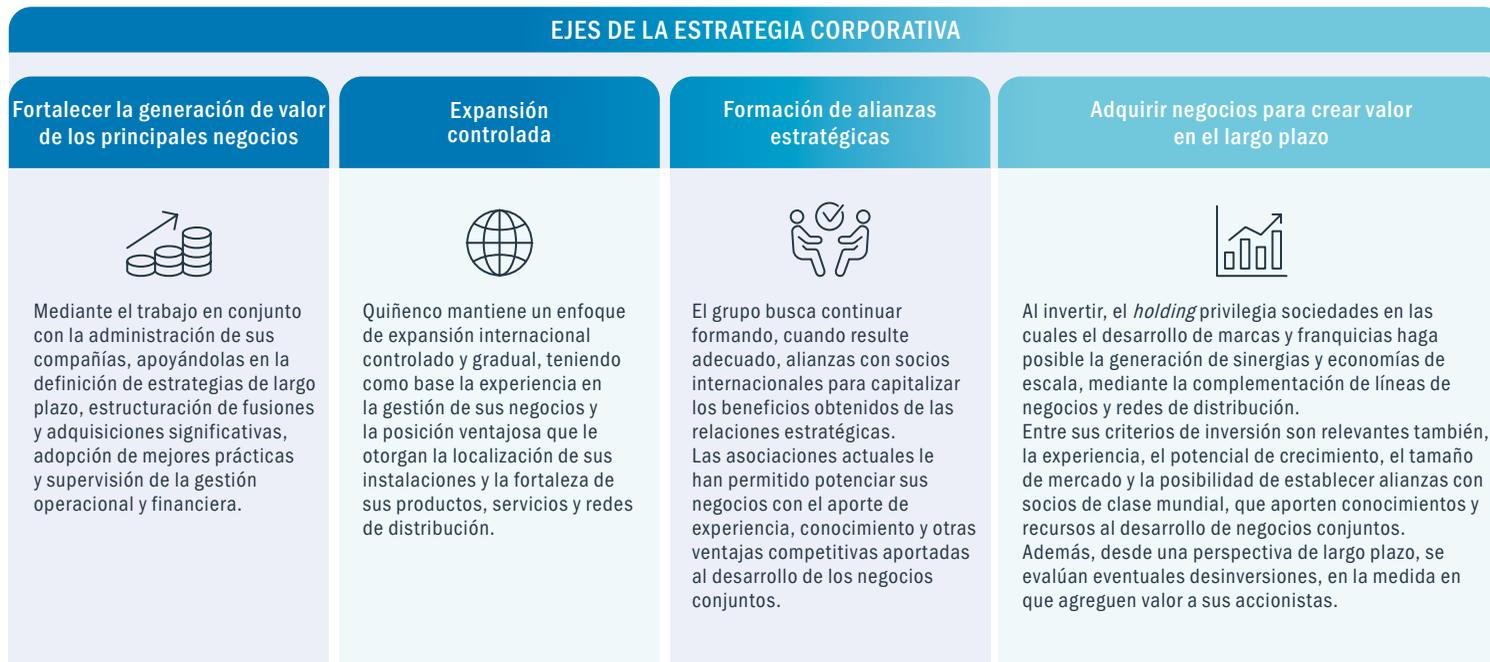 EJES DE LA ESTRATEGIA CORPORATIVA
Fortalecer la generación de valor
de los principales negocios
Mediante el trabajo en conjunto
con la administración de sus
compañías, apoyándolas en la
definición de estrategias de largo
plazo, estructuración de fusiones
y adquisiciones significativas,
adopción de mejores prácticas
y supervisión de la gestión
operacional y financiera.
Expansión
controlada
Quiñenco mantiene un enfoque
de expansión internacional
controlado y gradual, teniendo
como base la experiencia en
la gestión de sus negocios y
la posición ventajosa que le
otorgan la localización de sus
instalaciones y la fortaleza de
sus productos, servicios y redes
de distribución.
Formación de alianzas
estratégicas
El grupo busca continuar
formando, cuando resulte
adecuado, alianzas con socios
internacionales para capitalizar
los beneficios obtenidos de las
relaciones estratégicas.
Las asociaciones actuales le
han permitido potenciar sus
negocios con el aporte de
experiencia, conocimiento y otras
ventajas competitivas aportadas
al desarrollo de los negocios
conjuntos.
Adquirir negocios para crear valor
en el largo plazo
Al invertir, el holding privilegia sociedades en las
cuales el desarrollo de marcas y franquicias haga
posible la generación de sinergias y economías de
escala, mediante la complementación de líneas de
negocios y redes de distribución.
Entre sus criterios de inversión son relevantes también,
la experiencia, el potencial de crecimiento, el tamaño
de mercado y la posibilidad de establecer alianzas con
socios de clase mundial, que aporten conocimientos y
recursos al desarrollo de negocios conjuntos.
Además, desde una perspectiva de largo plazo, se
evalúan eventuales desinversiones, en la medida en
que agreguen valor a sus accionistas.